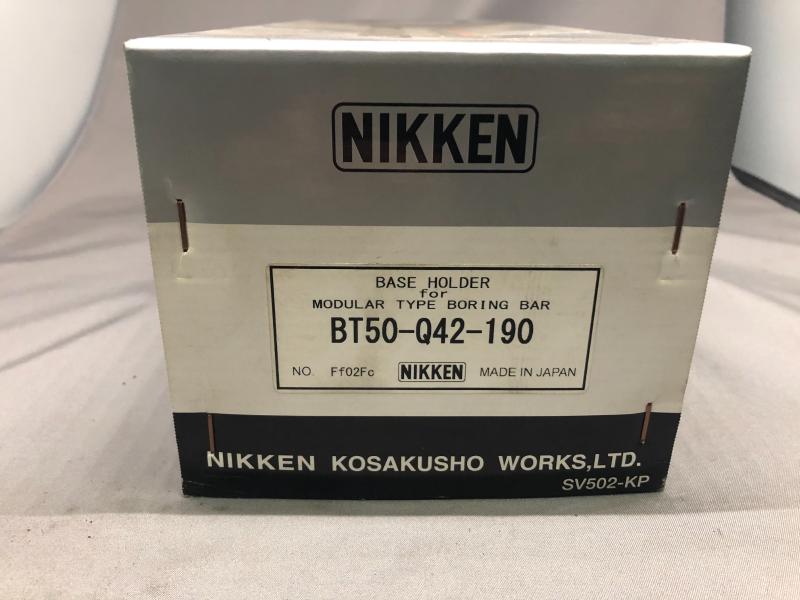 NIKKEN
BASE HOLDER
for
MODULAR TYPE BORING BAR
BT50-Q42-190
NO. Ff02Fc NIKKEN MADE IN JAPAN
NIKKEN KOSAKUSHO WORKS,LTD.
SV502-KP